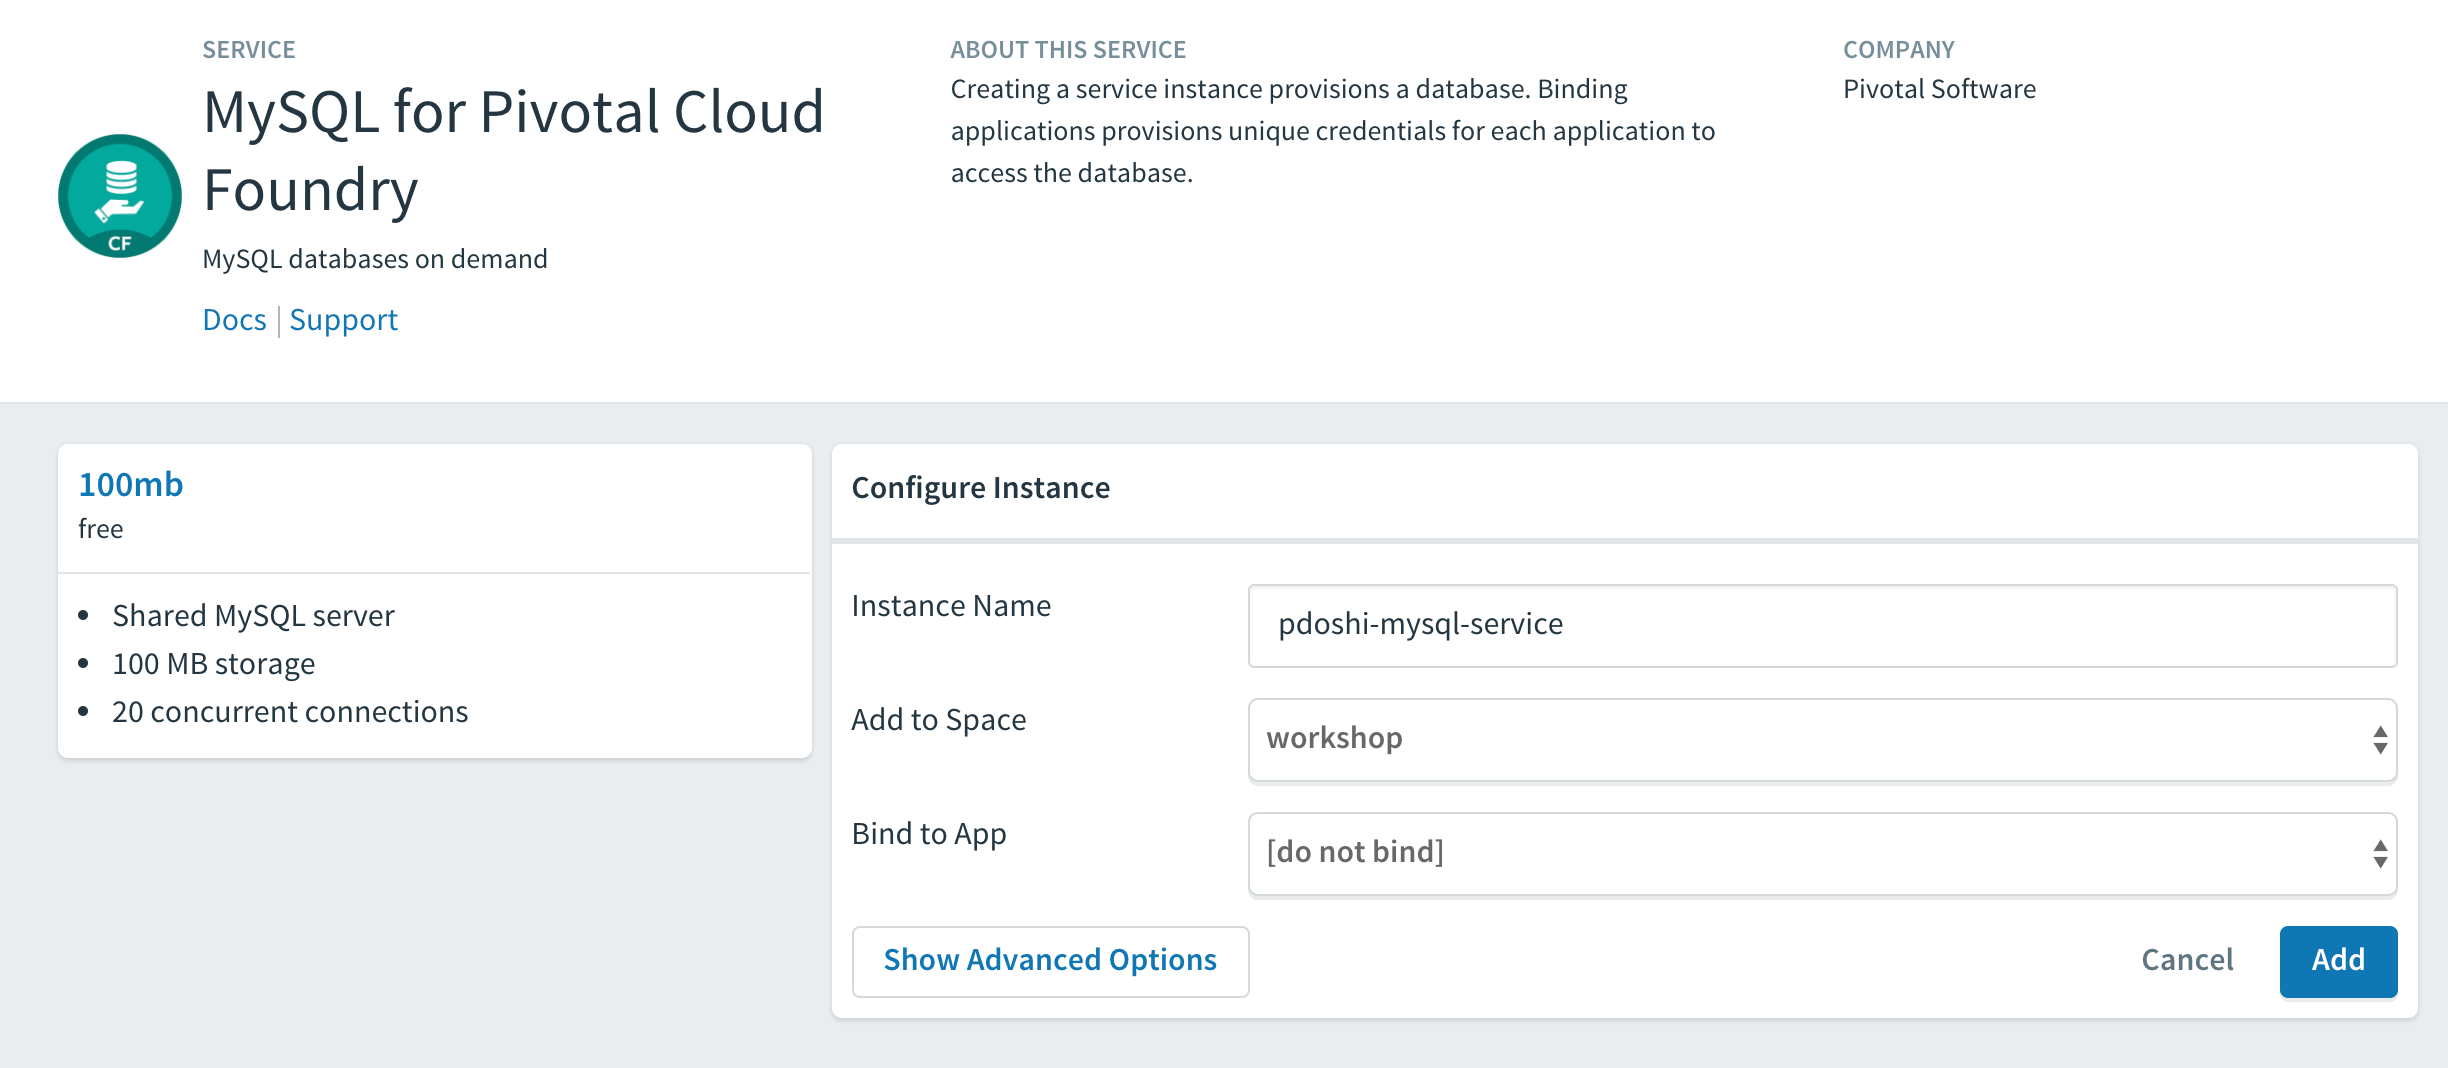 SERVICE
MySQL for Pivotal Cloud
Foundry
MySQL databases on demand
Docs | Support
CF
ABOUT THIS SERVICE
Creating a service instance provisions a database. Binding
applications provisions unique credentials for each application to
access the database.
COMPANY
Pivotal Software
100mb
free
• Shared MySQL server
• 100 MB storage
• 20 concurrent connections
Configure Instance
Instance Name
pdoshi-mysql-service
Add to Space
workshop
Bind to App
[do not bind]
Show Advanced Options
Cancel
Add